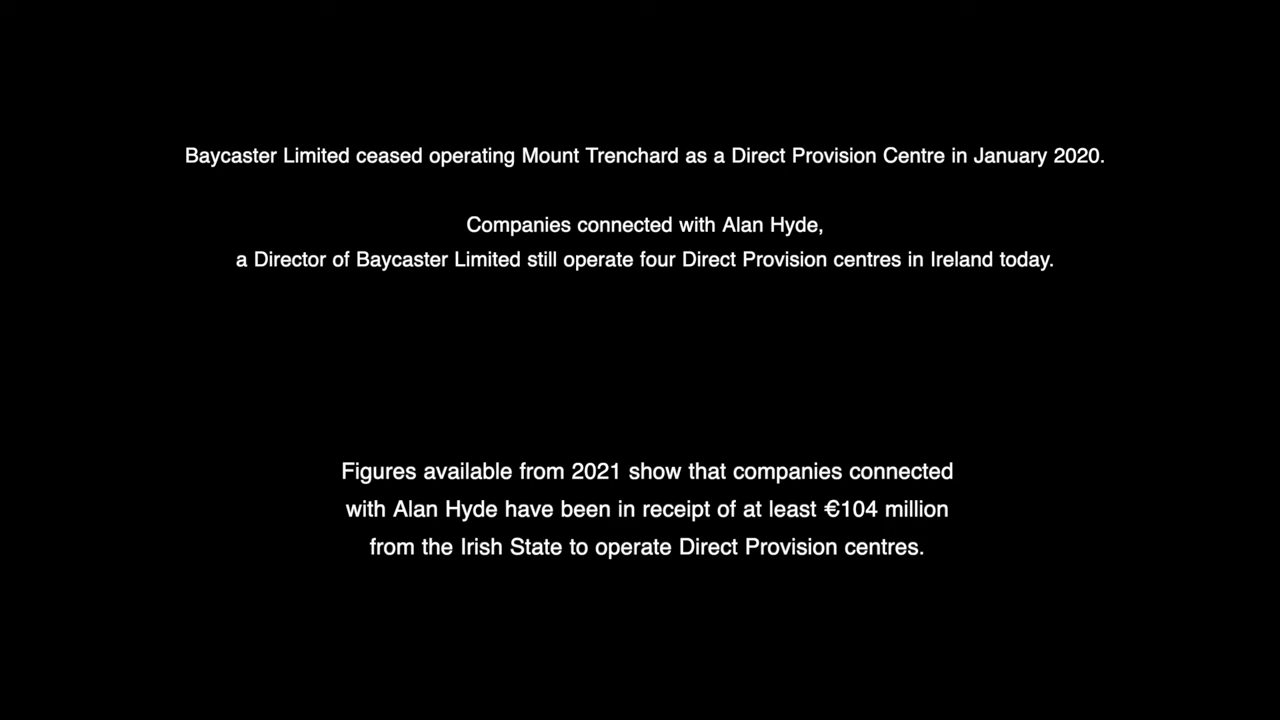 Baycaster Limited ceased operating Mount Trenchard as a Direct Provision Centre in January 2020.
Companies connected with Alan Hyde,
a Director of Baycaster Limited still operate four Direct Provision centres in Ireland today.
Figures available from 2021 show that companies connected
with Alan Hyde have been in receipt of at least €104 million
from the Irish State to operate Direct Provision centres.